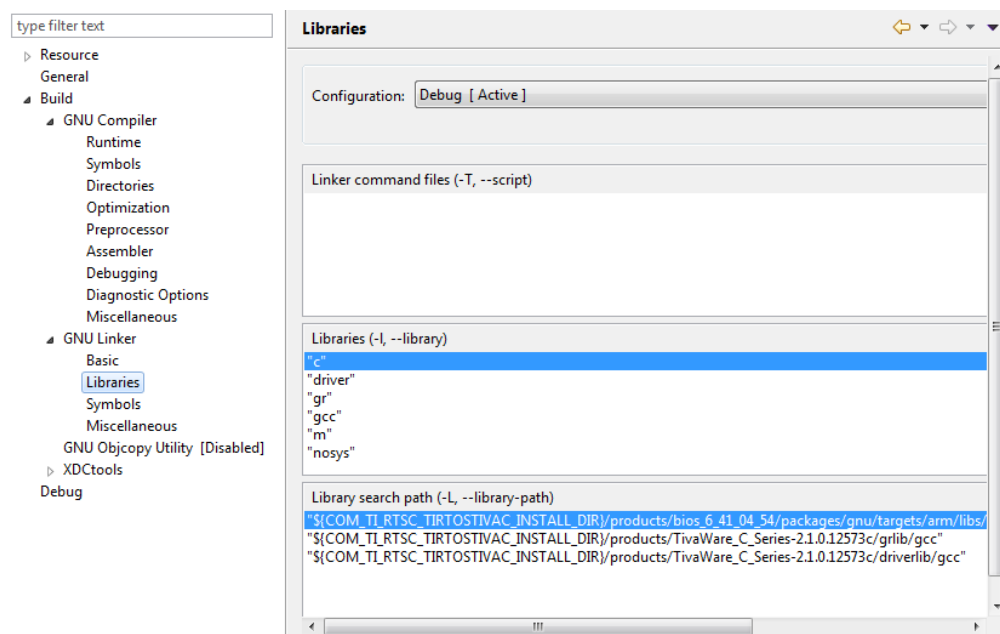 type filter text
Resource
General
Build
GNU Compiler
Runtime
Symbols
Directories
Optimization
Preprocessor
Assembler
Debugging
Diagnostic Options
Miscellaneous
GNU Linker
Basic
Libraries
Symbols
Miscellaneous
GNU Objcopy Utility [Disabled]
XDCtools
Debug
Libraries
Configuration: Debug [ Active ]
Linker command files (-T, --script)
Libraries (-l, --library)
"c"
"driver"
"gr"
"gcc"
"m"
"nosys"
Library search path (-L, --library-path)
"${COM_TI_RTSC_TIRTOSTIVAC_INSTALL_DIR}/products/bios_6_41_04_54/packages/gnu/targets/arm/libs/
"${COM_TI_RTSC_TIRTOSTIVAC_INSTALL_DIR}/products/TivaWare_C_Series-2.1.0.12573c/grlib/gcc"
"${COM_TI_RTSC_TIRTOSTIVAC_INSTALL_DIR}/products/TivaWare_C_Series-2.1.0.12573c/driverlib/gcc"